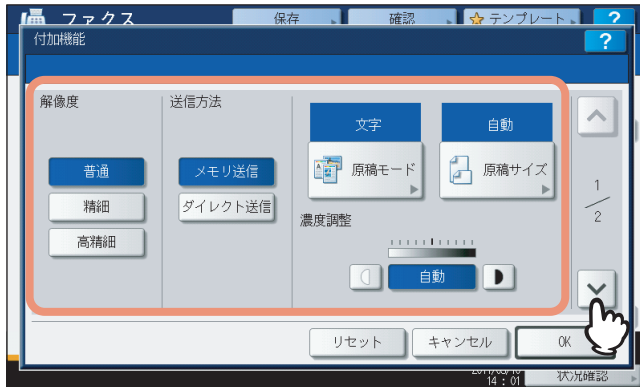 ファクス
保存
確認
テンプレート
?
付加機能
?
解像度
普通
精細
高精細
送信方法
メモリ送信
ダイレクト送信
文字
原稿モード
自動
原稿サイズ
濃度調整
自動
1
2
リセット
キャンセル
OK
14 : 01
状況確認